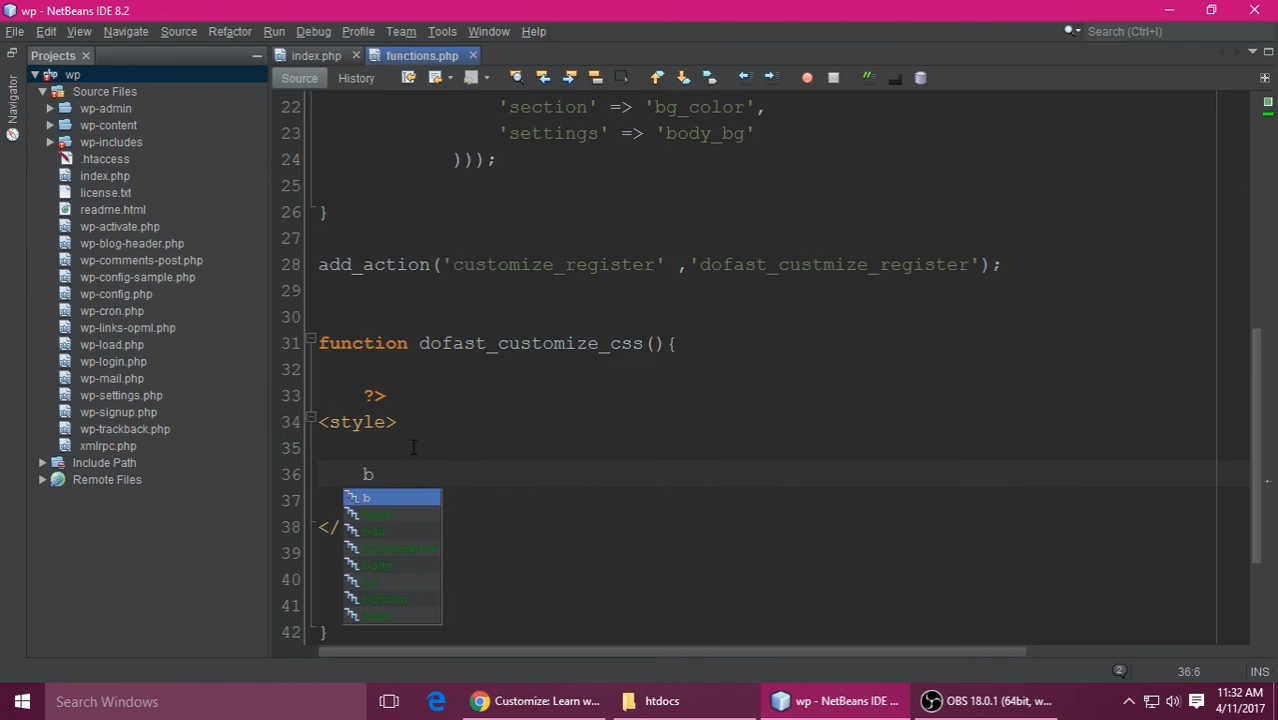 wp - NetBeans IDE 8.2
File Edit View Navigate Source Refactor Run Debug Profile Team Tools Window Help
Search (Ctrl+I)
Projects
index.php
functions.php
Navigator
wp
Source
History
Source Files
wp-admin
wp-content
wp-includes
.htaccess
index.php
license.txt
readme.html
wp-activate.php
wp-blog-header.php
wp-comments-post.php
wp-config-sample.php
wp-config.php
wp-cron.php
wp-links-opml.php
wp-load.php
wp-login.php
wp-mail.php
wp-settings.php
wp-signup.php
wp-trackback.php
xmlrpc.php
Include Path
Remote Files
22 'section' => 'bg_color',
23 'settings' => 'body_bg'
24 )));
25
26 }
27
28 add_action('customize_register' ,'dofast_custmize_register');
29
30
31 function dofast_customize_css(){
32
33 ?>
34 <style>
35
36 b
37
38 </
39
40
41
42 }
b
bdo
body
2
36:6
INS
Search Windows
Customize: Learn w...
htdocs
wp - NetBeans IDE ...
OBS 18.0.1 (64bit, w...
11:32 AM
4/11/2017